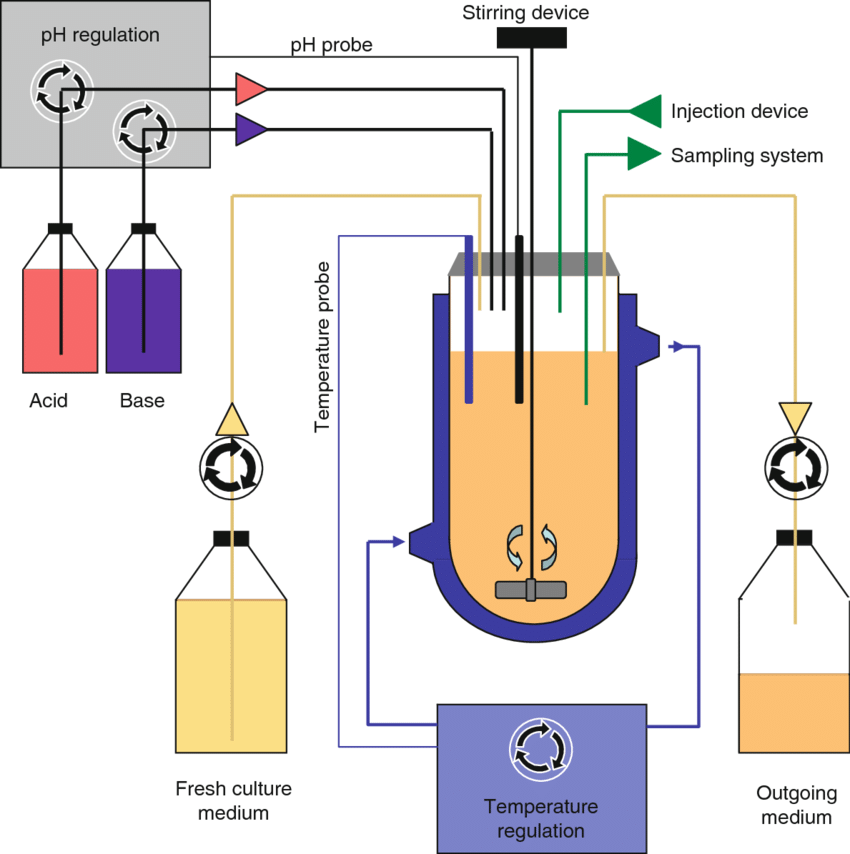 Stirring device
pH regulation
pH probe
Injection device
Sampling system
Temperature probe
Acid
Base
Fresh culture
medium
Temperature
regulation
Outgoing
medium